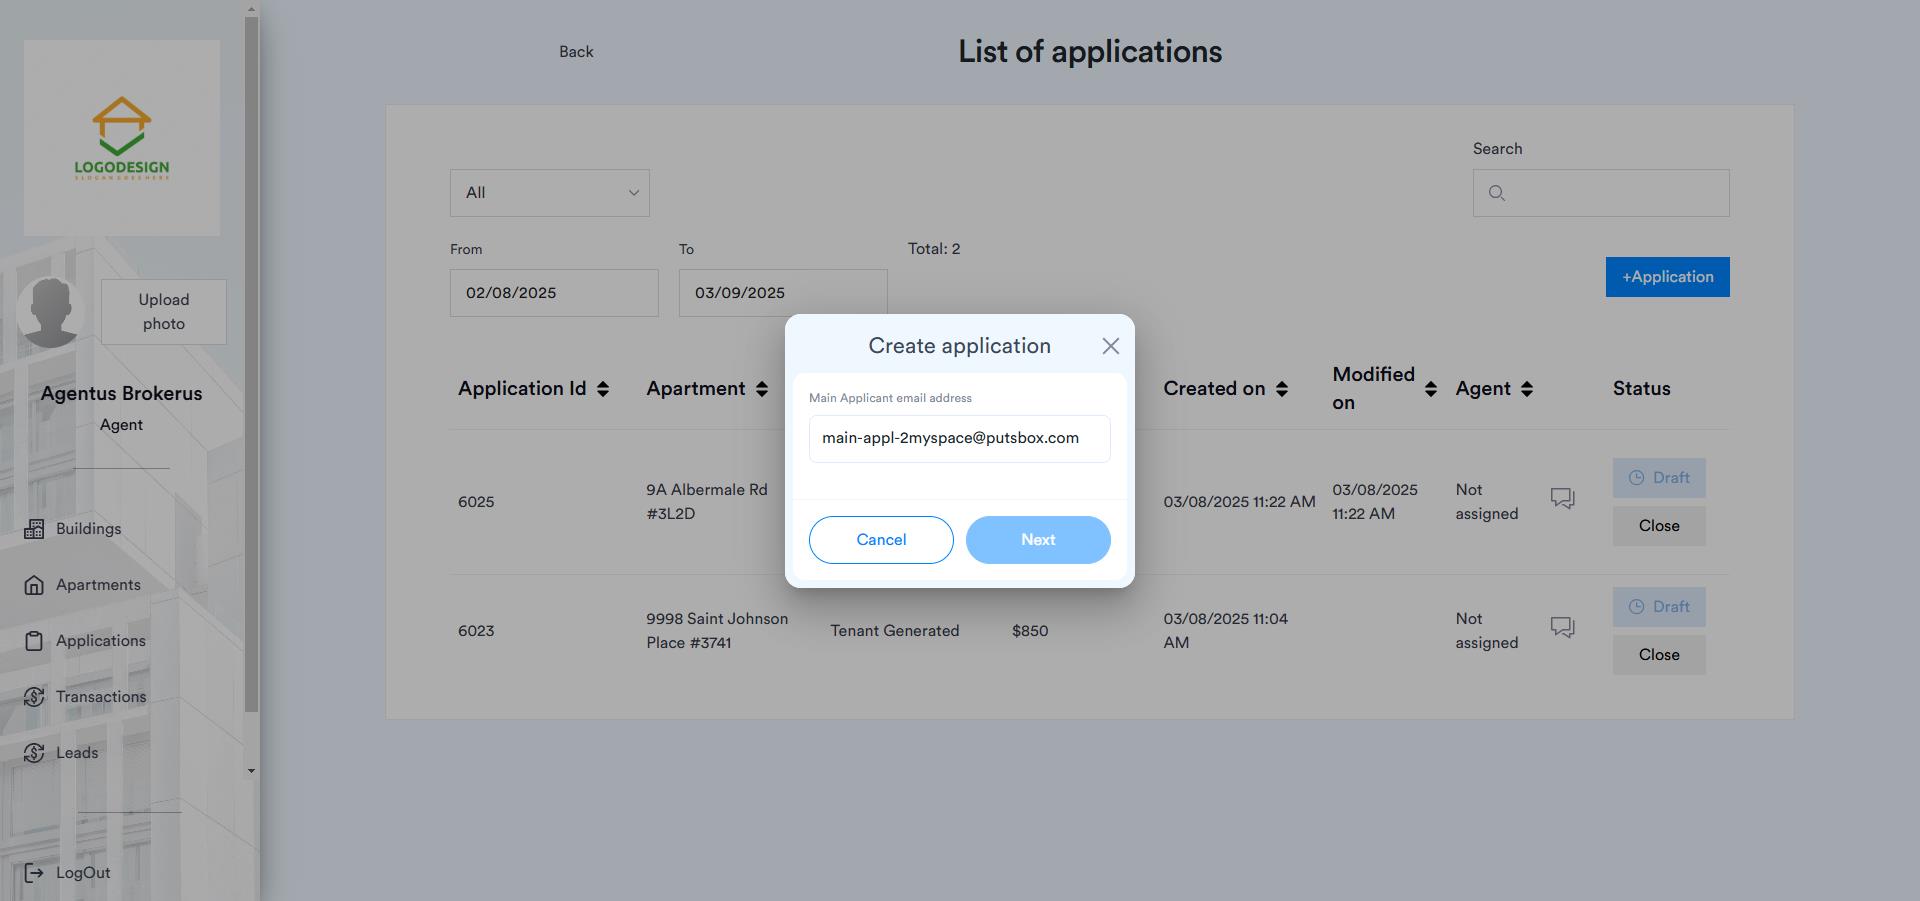 LOGODESIGN
SLOGAN GOES HERE
Upload
photo
Agentus Brokerus
Agent
Buildings
Apartments
Applications
Transactions
Leads
LogOut
Back
List of applications
Search
All
From
To
Total: 2
02/08/2025
03/09/2025
+Application
Application Id
Apartment
Created on
Modified
on
Agent
Status
6025
9A Albermale Rd
#3L2D
03/08/2025 11:22 AM
03/08/2025
11:22 AM
Not
assigned
Draft
Close
6023
9998 Saint Johnson
Place #3741
Tenant Generated
$850
03/08/2025 11:04
AM
Not
assigned
Draft
Close
Create application
Main Applicant email address
main-appl-2myspace@putsbox.com
Cancel
Next